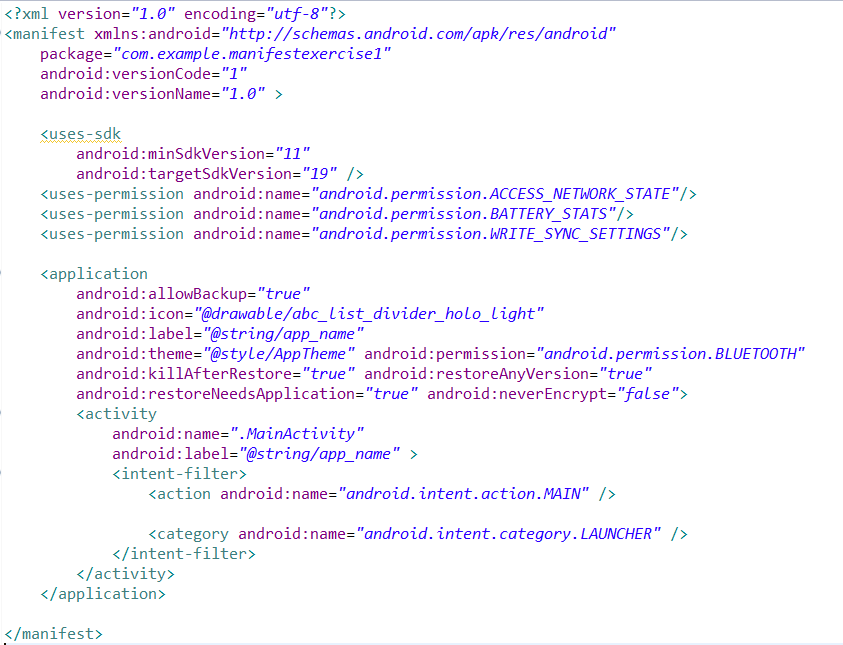 <?xml version="1.0" encoding="utf-8"?>
<manifest xmlns:android="http://schemas.android.com/apk/res/android"
    package="com.example.manifestexercise1"
    android:versionCode="1"
    android:versionName="1.0" >

    <uses-sdk
        android:minSdkVersion="11"
        android:targetSdkVersion="19" />
    <uses-permission android:name="android.permission.ACCESS_NETWORK_STATE"/>
    <uses-permission android:name="android.permission.BATTERY_STATS"/>
    <uses-permission android:name="android.permission.WRITE_SYNC_SETTINGS"/>

    <application
        android:allowBackup="true"
        android:icon="@drawable/abc_list_divider_holo_light"
        android:label="@string/app_name"
        android:theme="@style/AppTheme" android:permission="android.permission.BLUETOOTH"
        android:killAfterRestore="true" android:restoreAnyVersion="true"
        android:restoreNeedsApplication="true" android:neverEncrypt="false">
        <activity
            android:name=".MainActivity"
            android:label="@string/app_name" >
            <intent-filter>
                <action android:name="android.intent.action.MAIN" />

                <category android:name="android.intent.category.LAUNCHER" />
            </intent-filter>
        </activity>
    </application>

</manifest>